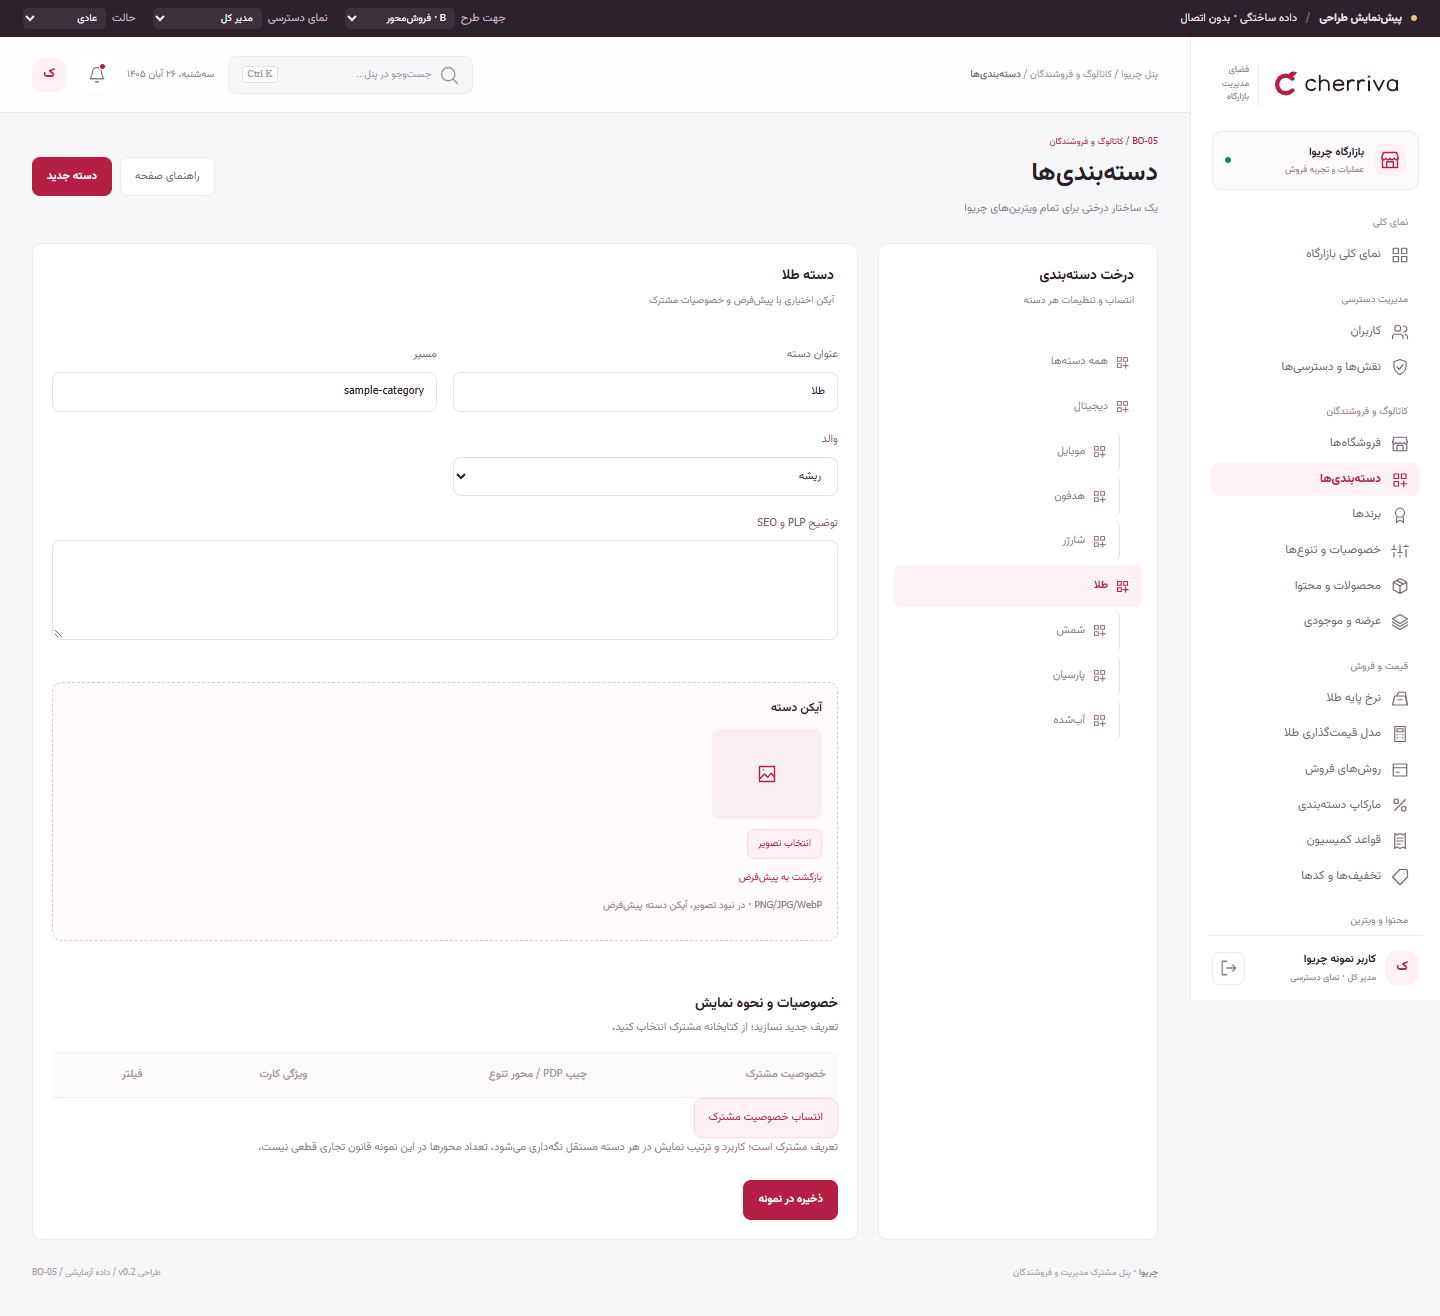 پیش‌نمایش طراحی / داده ساختگی · بدون اتصال
جهت طرح B · فروش‌محور نمای دسترسی مدیر کل حالت عادی
cherriva
فضای
مدیریت
بازارگاه
پنل چریوا / کاتالوگ و فروشندگان / دسته‌بندی‌ها
جست‌وجو در پنل... Ctrl K
سه‌شنبه، ۲۶ آبان ۱۴۰۵
ک
بازارگاه چریوا
عملیات و تجربه فروش
نمای کلی
نمای کلی بازارگاه
مدیریت دسترسی
کاربران
نقش‌ها و دسترسی‌ها
کاتالوگ و فروشندگان
فروشگاه‌ها
دسته‌بندی‌ها
برندها
خصوصیات و تنوع‌ها
محصولات و محتوا
عرضه و موجودی
قیمت و فروش
نرخ پایه طلا
مدل قیمت‌گذاری طلا
روش‌های فروش
مارکاپ دسته‌بندی
قواعد کمیسیون
تخفیف‌ها و کدها
محتوا و ویترین
ک
کاربر نمونه چریوا
مدیر کل · نمای دسترسی
BO-05 / کاتالوگ و فروشندگان
دسته‌بندی‌ها
یک ساختار درختی برای تمام ویترین‌های چریوا
راهنمای صفحه
دسته جدید
درخت دسته‌بندی
انتساب و تنظیمات هر دسته
همه دسته‌ها
دیجیتال
موبایل
هدفون
شارژر
طلا
شمش
پارسیان
آب‌شده
دسته طلا
آیکن اختیاری با پیش‌فرض و خصوصیات مشترک
عنوان دسته
طلا
مسیر
sample-category
والد
ریشه
توضیح PLP و SEO
آیکن دسته
انتخاب تصویر
بازگشت به پیش‌فرض
PNG/JPG/WebP · در نبود تصویر، آیکن دسته پیش‌فرض
خصوصیات و نحوه نمایش
تعریف جدید نسازید؛ از کتابخانه مشترک انتخاب کنید.
خصوصیت مشترک
چیپ PDP / محور تنوع
ویژگی کارت
فیلتر
انتساب خصوصیت مشترک
تعریف مشترک است؛ کاربرد و ترتیب نمایش در هر دسته مستقل نگه‌داری می‌شود. تعداد محورها در این نمونه قانون تجاری قطعی نیست.
ذخیره در نمونه
چریوا · پنل مشترک مدیریت و فروشندگان
طراحی v0.2 / داده آزمایشی / BO-05